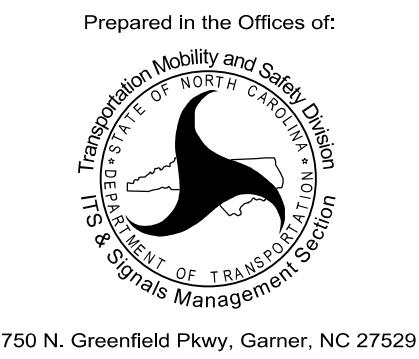 Prepared in the Offices of:
Transportation Mobility and Safety Division
STATE OF NORTH CAROLINA
DEPARTMENT OF TRANSPORTATION
ITS & Signals Management Section
750 N. Greenfield Pkwy, Garner, NC 27529